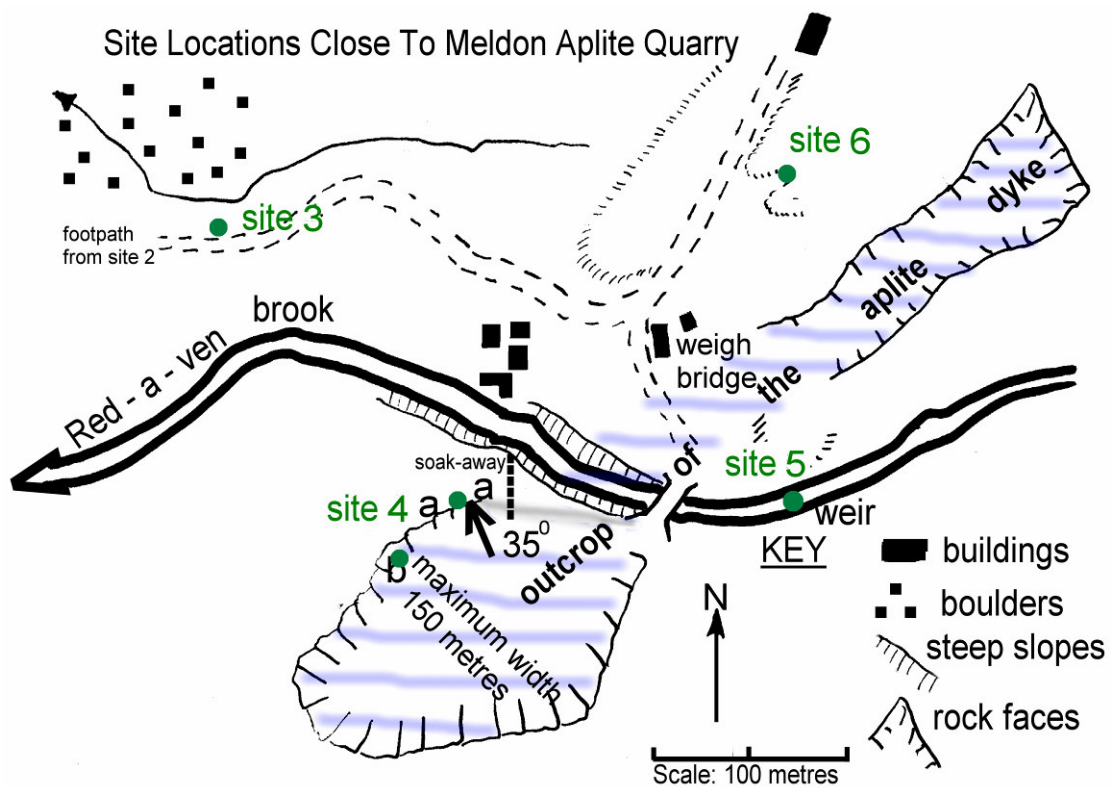 Site Locations Close To Meldon Aplite Quarry
site 6
dyke
site 3
footpath
from site 2
aplite
brook
Red - a - ven
weigh
bridge
the
of
soak-away
site 5
site 4
a
a
weir
35°
outcrop
KEY
b
maximum width
150 metres
buildings
boulders
N
steep slopes
rock faces
Scale: 100 metres